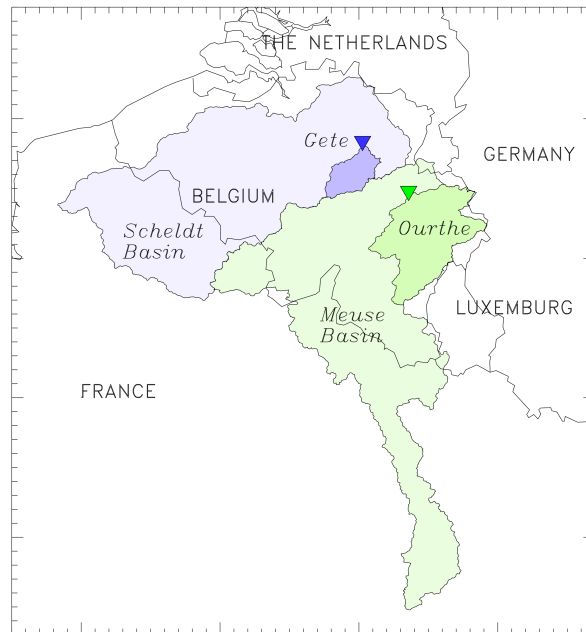 THE NETHERLANDS
Gete
GERMANY
BELGIUM
Scheldt
Basin
Ourthe
LUXEMBURG
Meuse
Basin
FRANCE